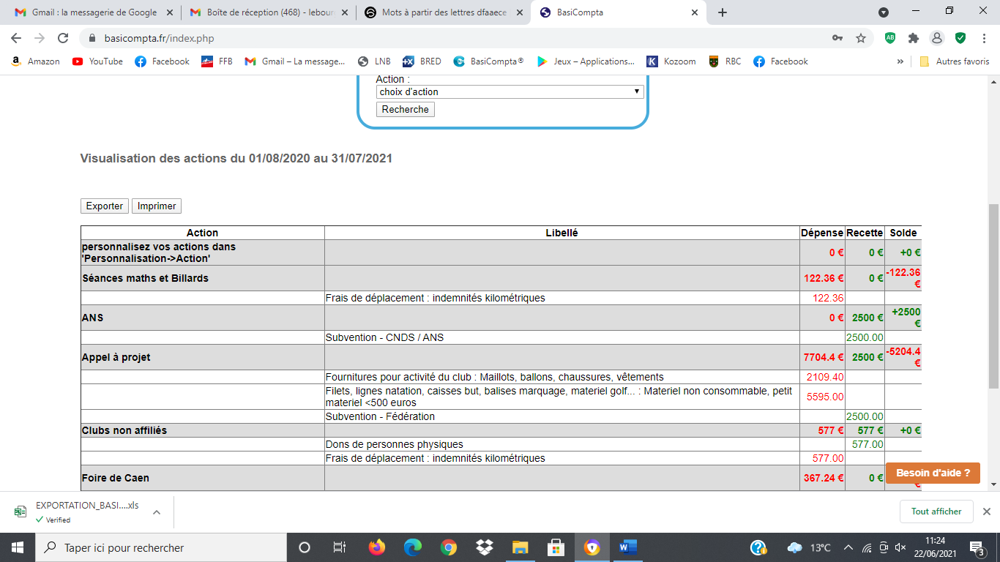 Gmail : la messagerie de Google
Boîte de réception (468) - lebour
Mots à partir des lettres dfaaece
BasiCompta
basicompta.fr/index.php
Amazon
YouTube
Facebook
FFB
Gmail – La message...
LNB
BRED
BasiCompta®
Jeux – Applications...
Kozoom
RBC
Facebook
»
Autres favoris
Action :
choix d'action
Recherche
Visualisation des actions du 01/08/2020 au 31/07/2021
Exporter Imprimer
Action Libellé Dépense Recette Solde
personnalisez vos actions dans
'Personnalisation->Action' 0 € 0 € +0 €
Séances maths et Billards 122.36 € 0 € -122.36
€
Frais de déplacement : indemnités kilométriques 122.36
ANS 0 € 2500 € +2500
€
Subvention - CNDS / ANS 2500.00
Appel à projet 7704.4 € 2500 € -5204.4
€
Fournitures pour activité du club : Maillots, ballons, chaussures, vêtements 2109.40
Filets, lignes natation, caisses but, balises marquage, materiel golf... : Materiel non consommable, petit
materiel <500 euros 5595.00
Subvention - Fédération 2500.00
Clubs non affiliés 577 € 577 € +0 €
Dons de personnes physiques 577.00
Frais de déplacement : indemnités kilométriques 577.00
Foire de Caen 367.24 € 0 €
Besoin d'aide ?
EXPORTATION_BASI....xls
Verified
Tout afficher
Taper ici pour rechercher
13°C
11:24
22/06/2021
3